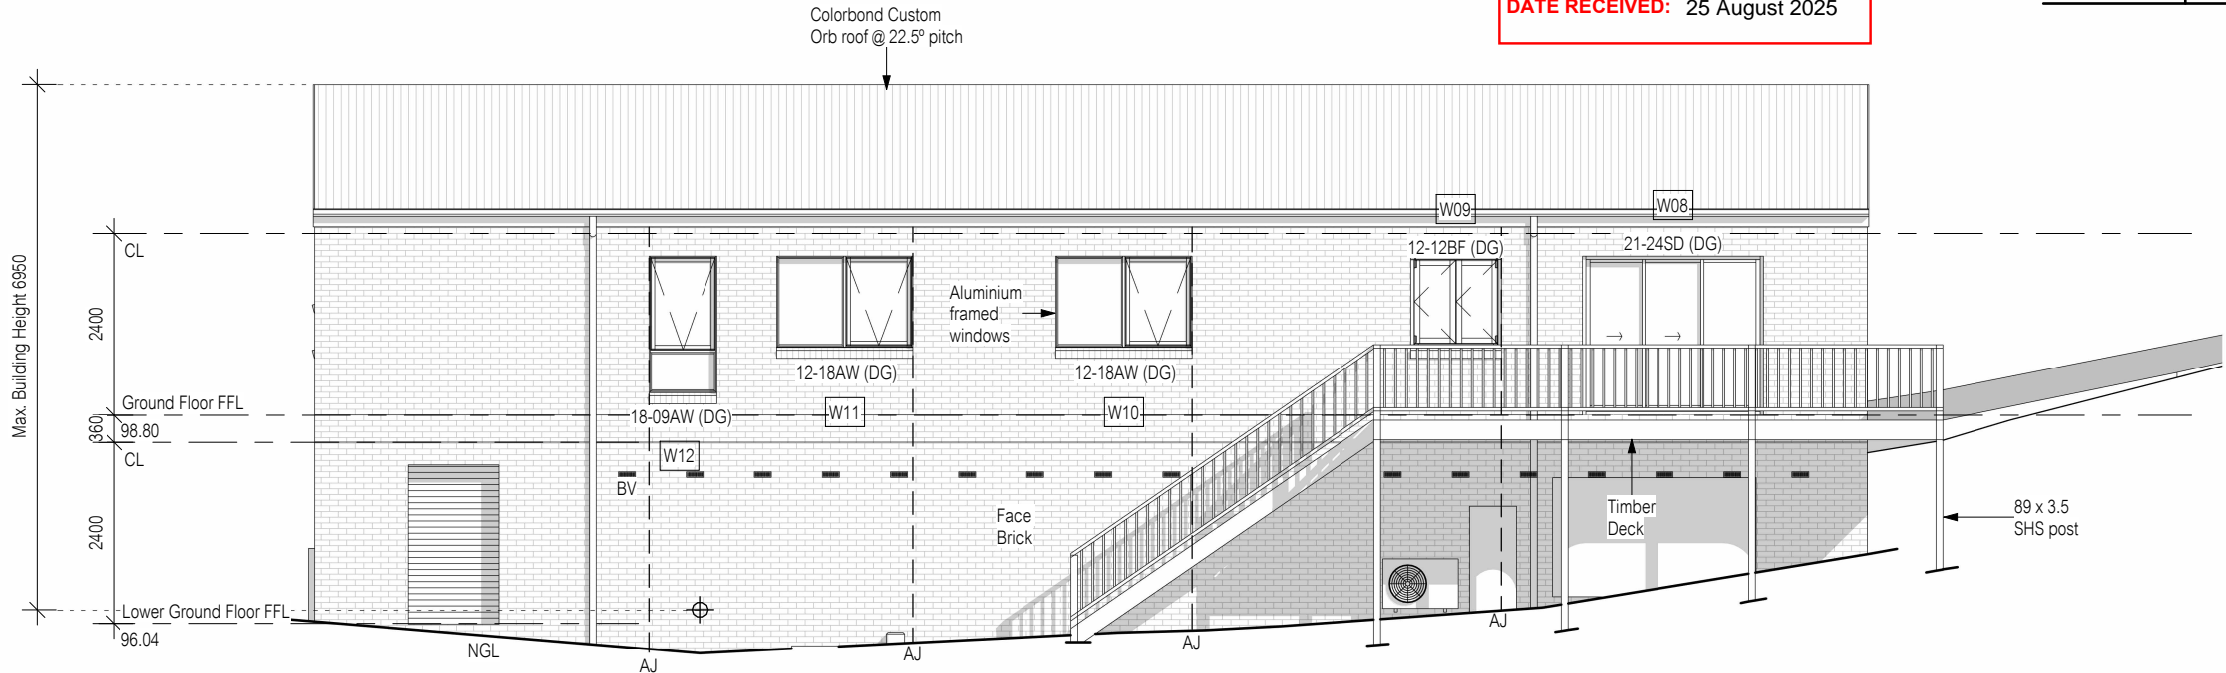 DATE RECEIVED: 25 August 2025
Colorbond Custom
Orb roof @ 22.5º pitch
Max. Building Height 6950
W09
W08
CL
12-12BF (DG)
21-24SD (DG)
2400
Aluminium
framed
windows
12-18AW (DG)
12-18AW (DG)
Ground Floor FFL
98.80
360
18-09AW (DG)
W11
W10
CL
W12
BV
2400
Face
Brick
Timber
Deck
89 x 3.5
SHS post
Lower Ground Floor FFL
96.04
NGL
AJ
AJ
AJ
AJ